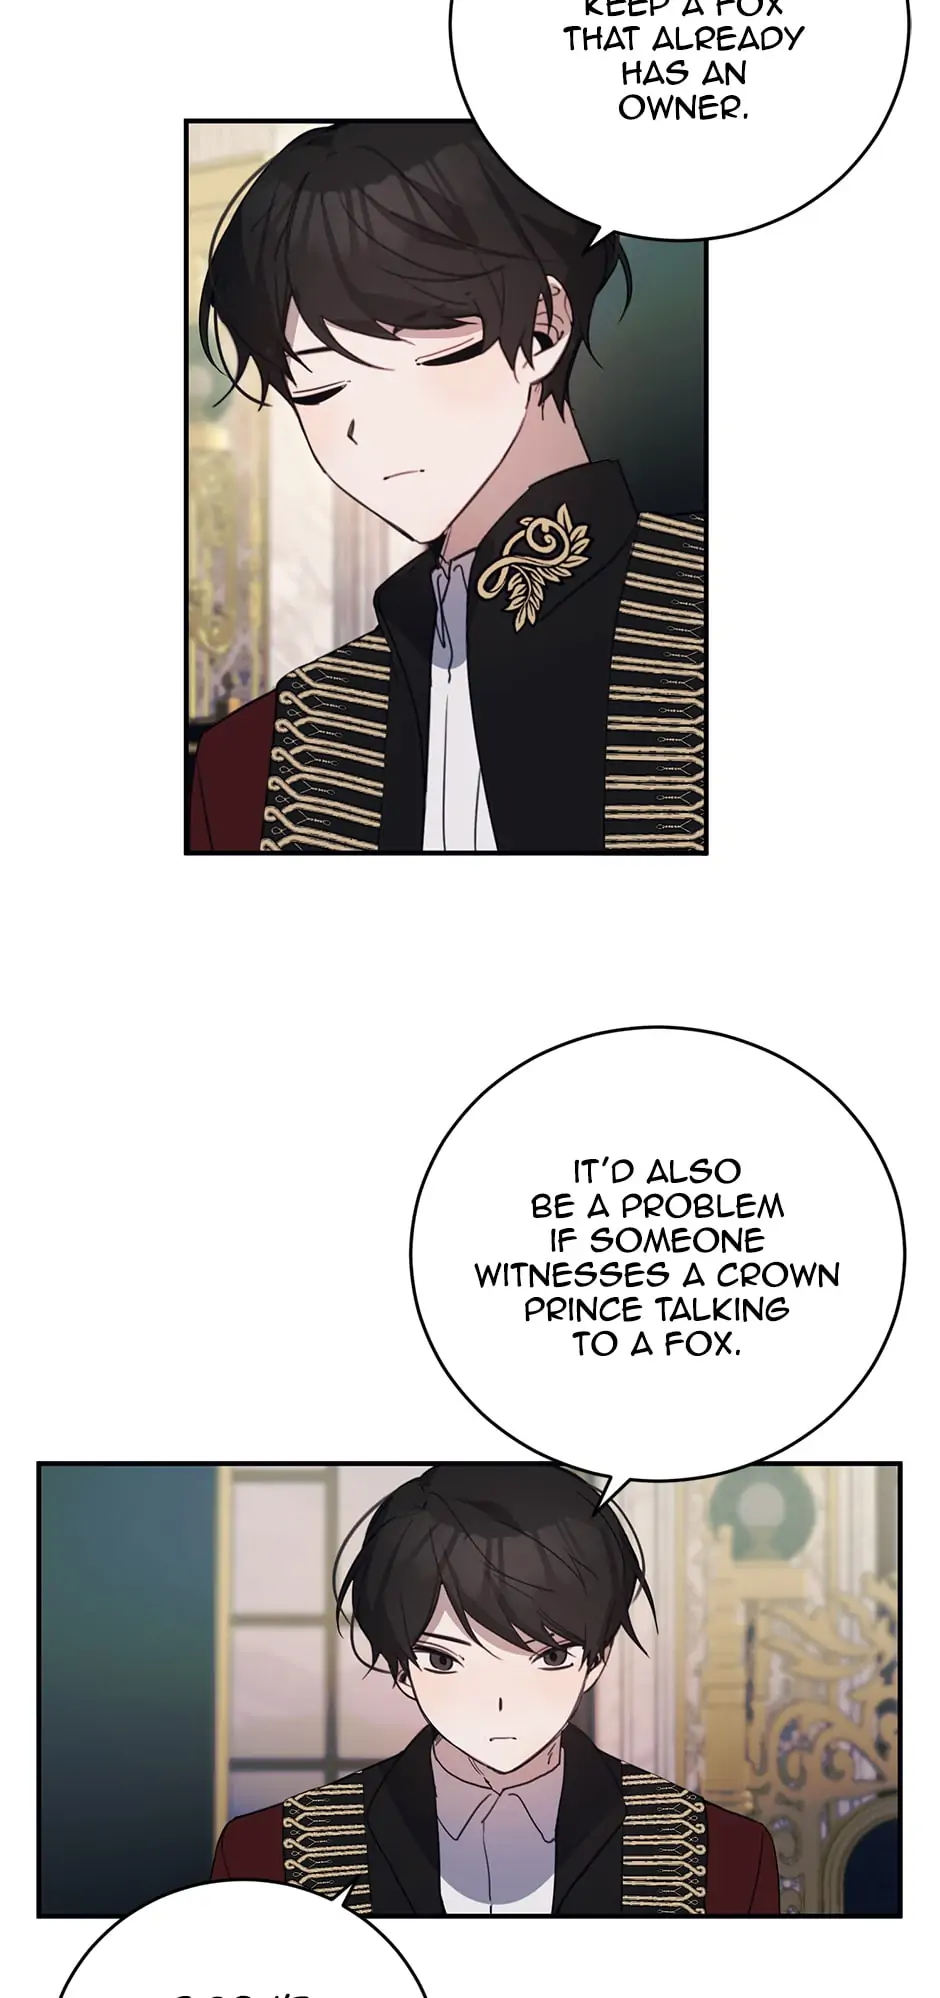 KEEP A FOX
THAT ALREADY
HAS AN
OWNER.
IT'D ALSO
BE A PROBLEM
IF SOMEONE
WITNESSES A CROWN
PRINCE TALKING
TO A FOX.